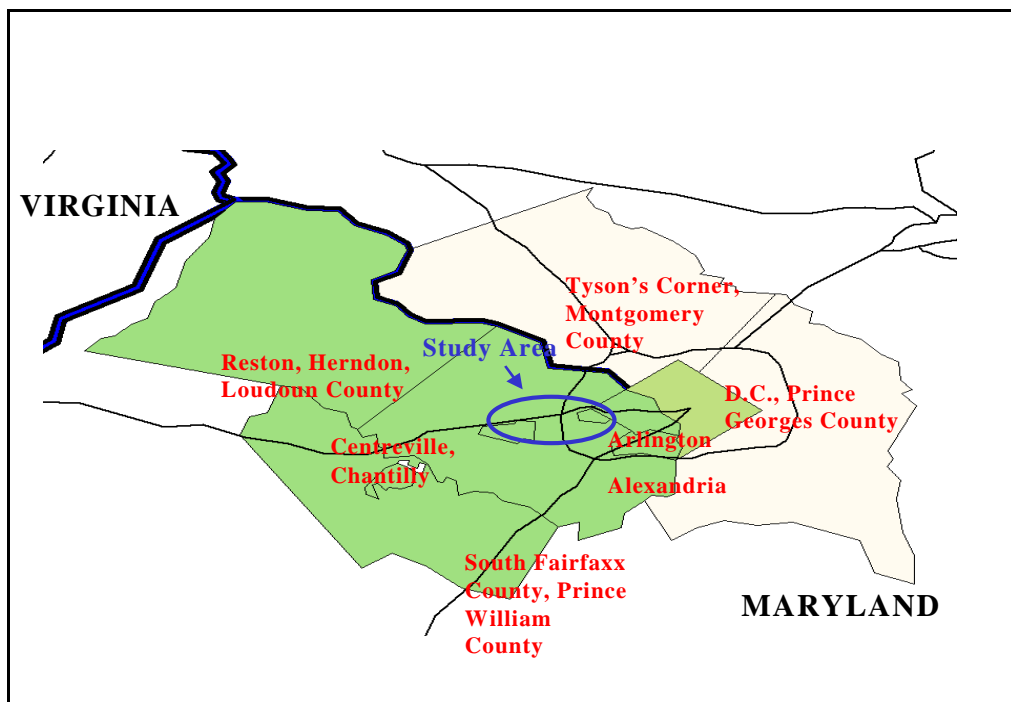 VIRGINIA
Tyson's Corner,
Montgomery
County
Study Area
Reston, Herndon,
Loudoun County
D.C., Prince
Georges County
Centreville,
Chantilly
Arlington
Alexandria
South Fairfaxx
County, Prince
William
County
MARYLAND